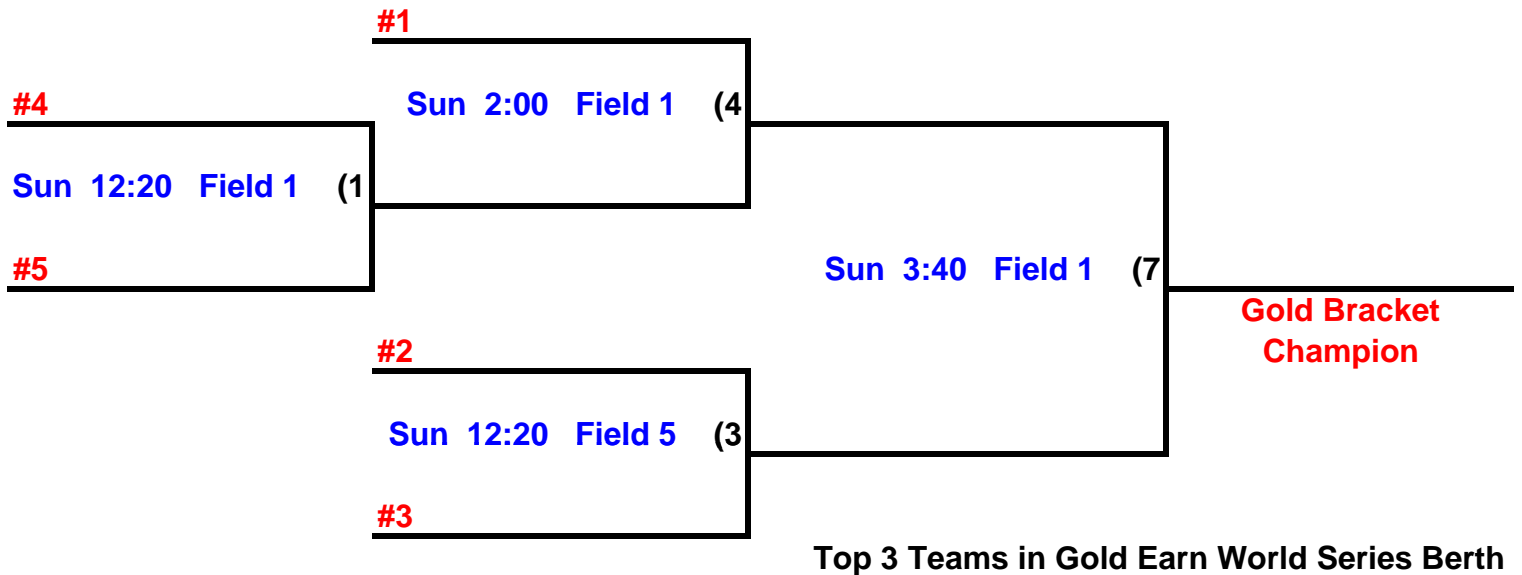 #1
#4
Sun 2:00 Field 1 (4
Sun 12:20 Field 1 (1
#5
Sun 3:40 Field 1 (7
Gold Bracket
Champion
#2
Sun 12:20 Field 5 (3
#3
Top 3 Teams in Gold Earn World Series Berth